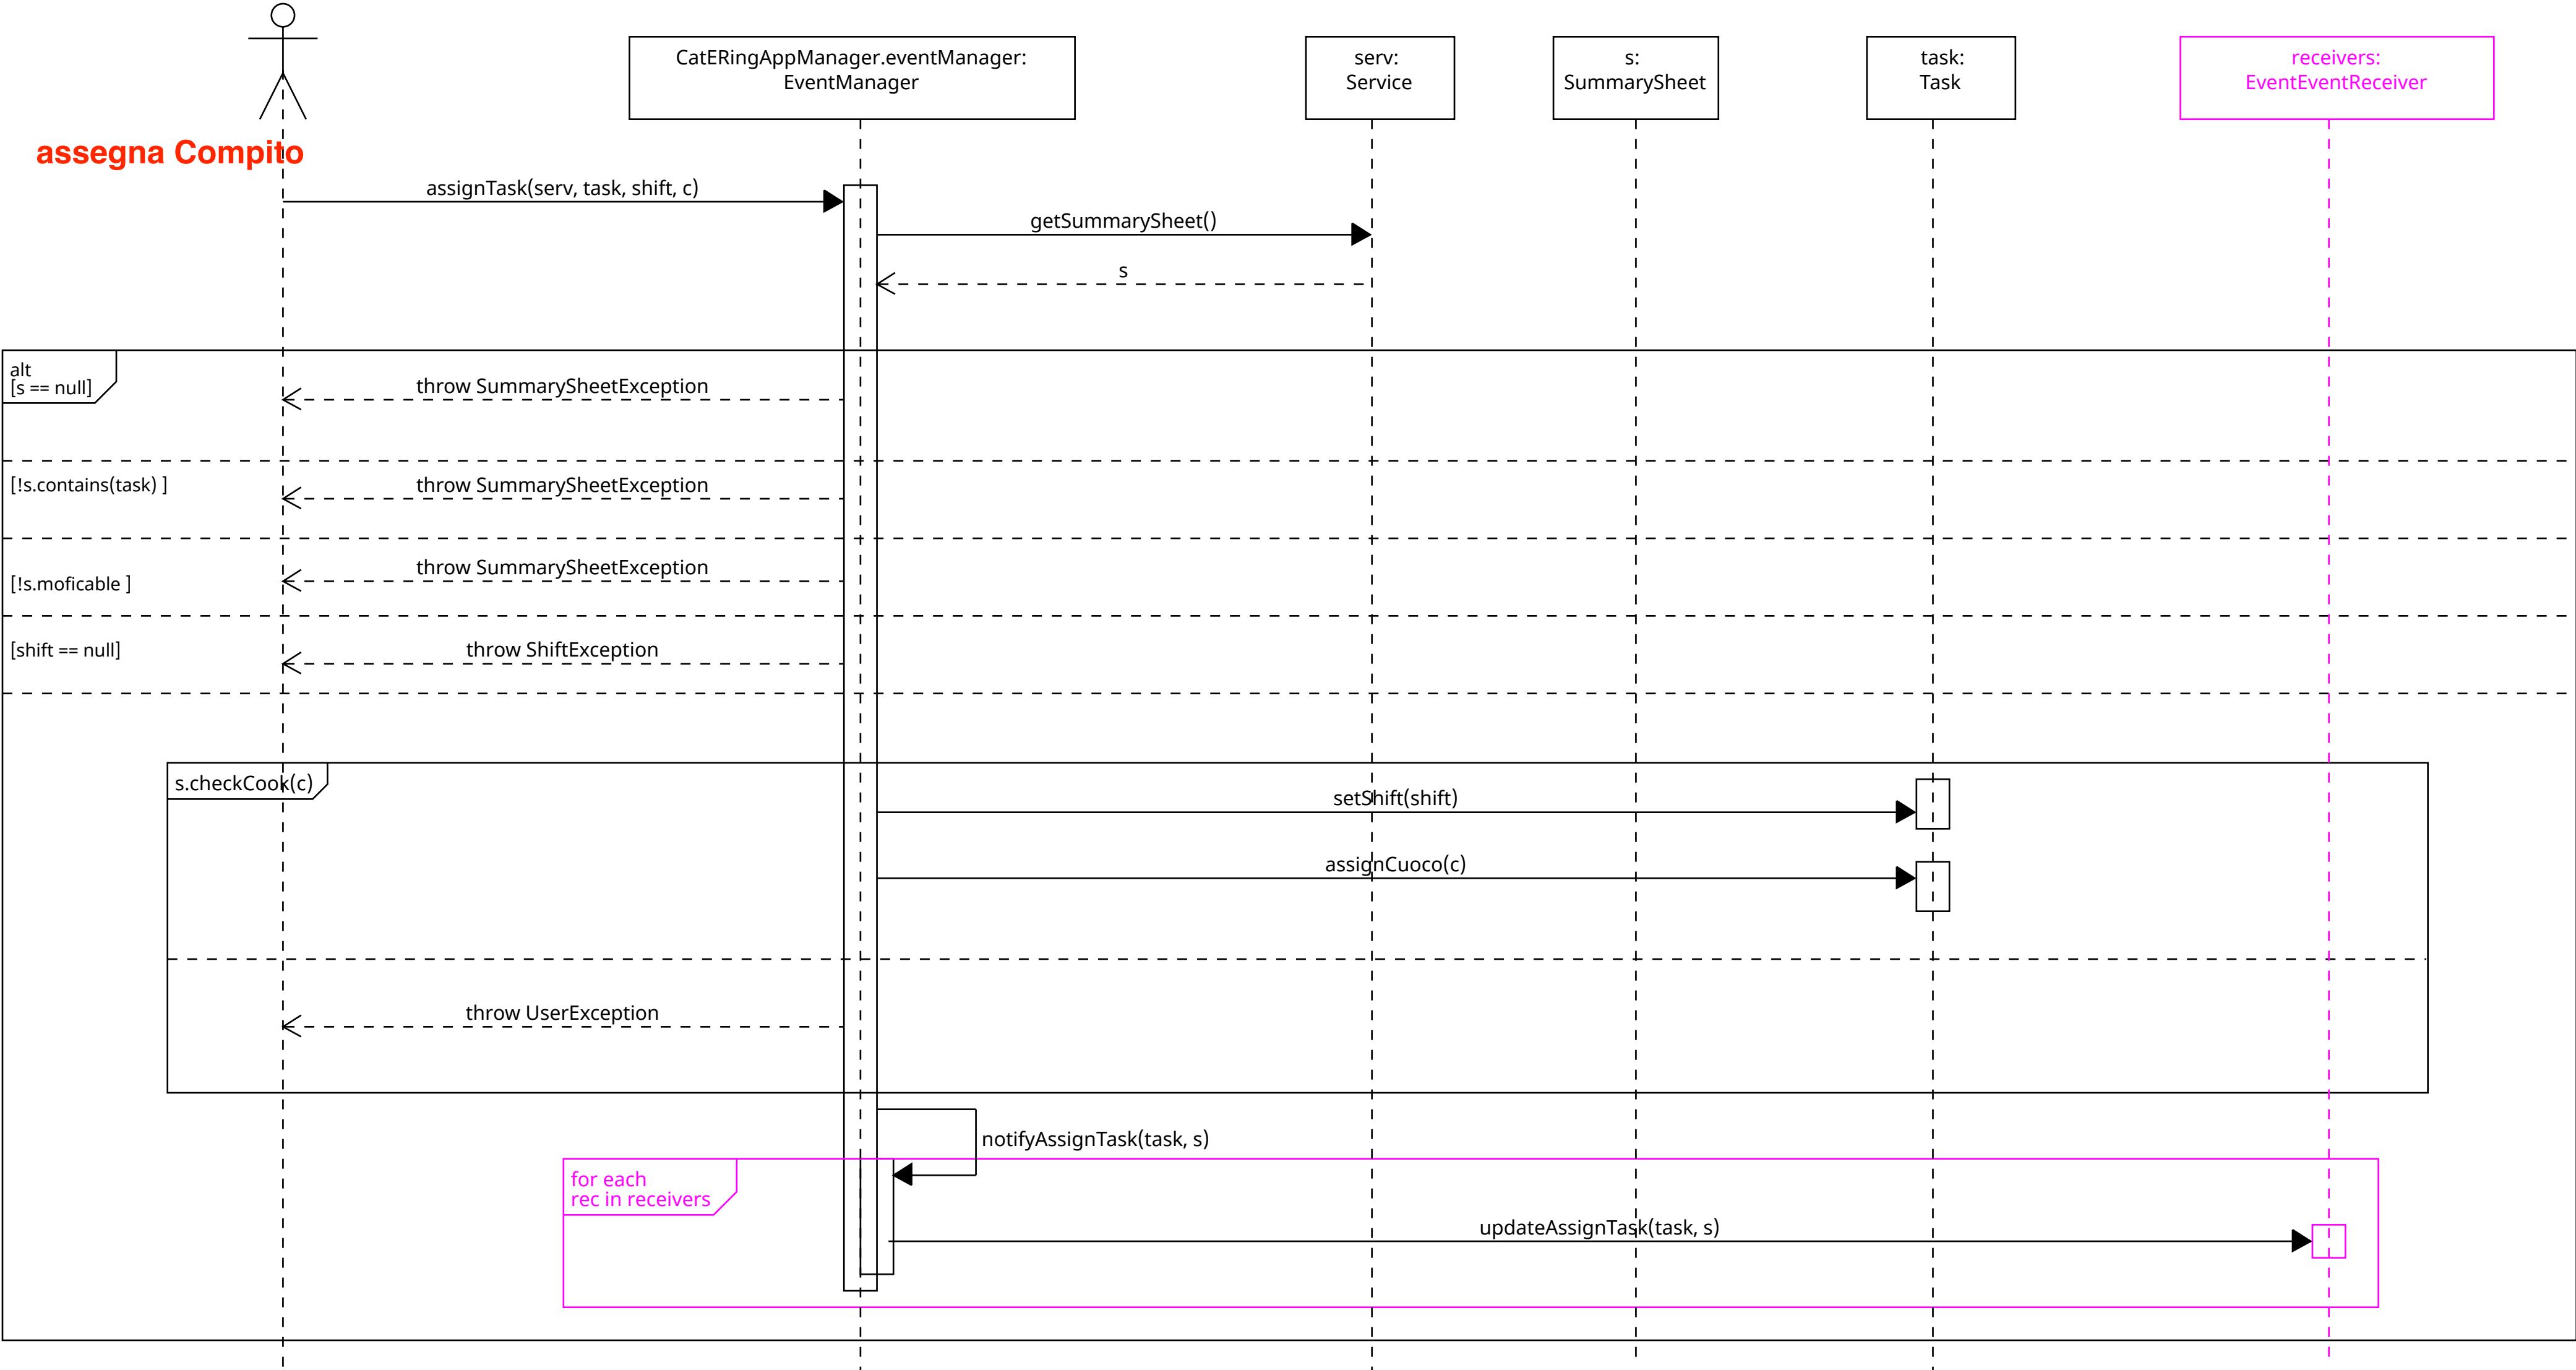 CatERingAppManager.eventManager:
EventManager
serv:
Service
s:
SummarySheet
task:
Task
receivers:
EventEventReceiver
assegna Compito
assignTask(serv, task, shift, c)
getSummarySheet()
s
alt
[s == null]
throw SummarySheetException
[!s.contains(task) ]
throw SummarySheetException
[!s.moficable ]
throw SummarySheetException
[shift == null]
throw ShiftException
s.checkCook(c)
setShift(shift)
assignCuoco(c)
throw UserException
notifyAssignTask(task, s)
for each
rec in receivers
updateAssignTask(task, s)